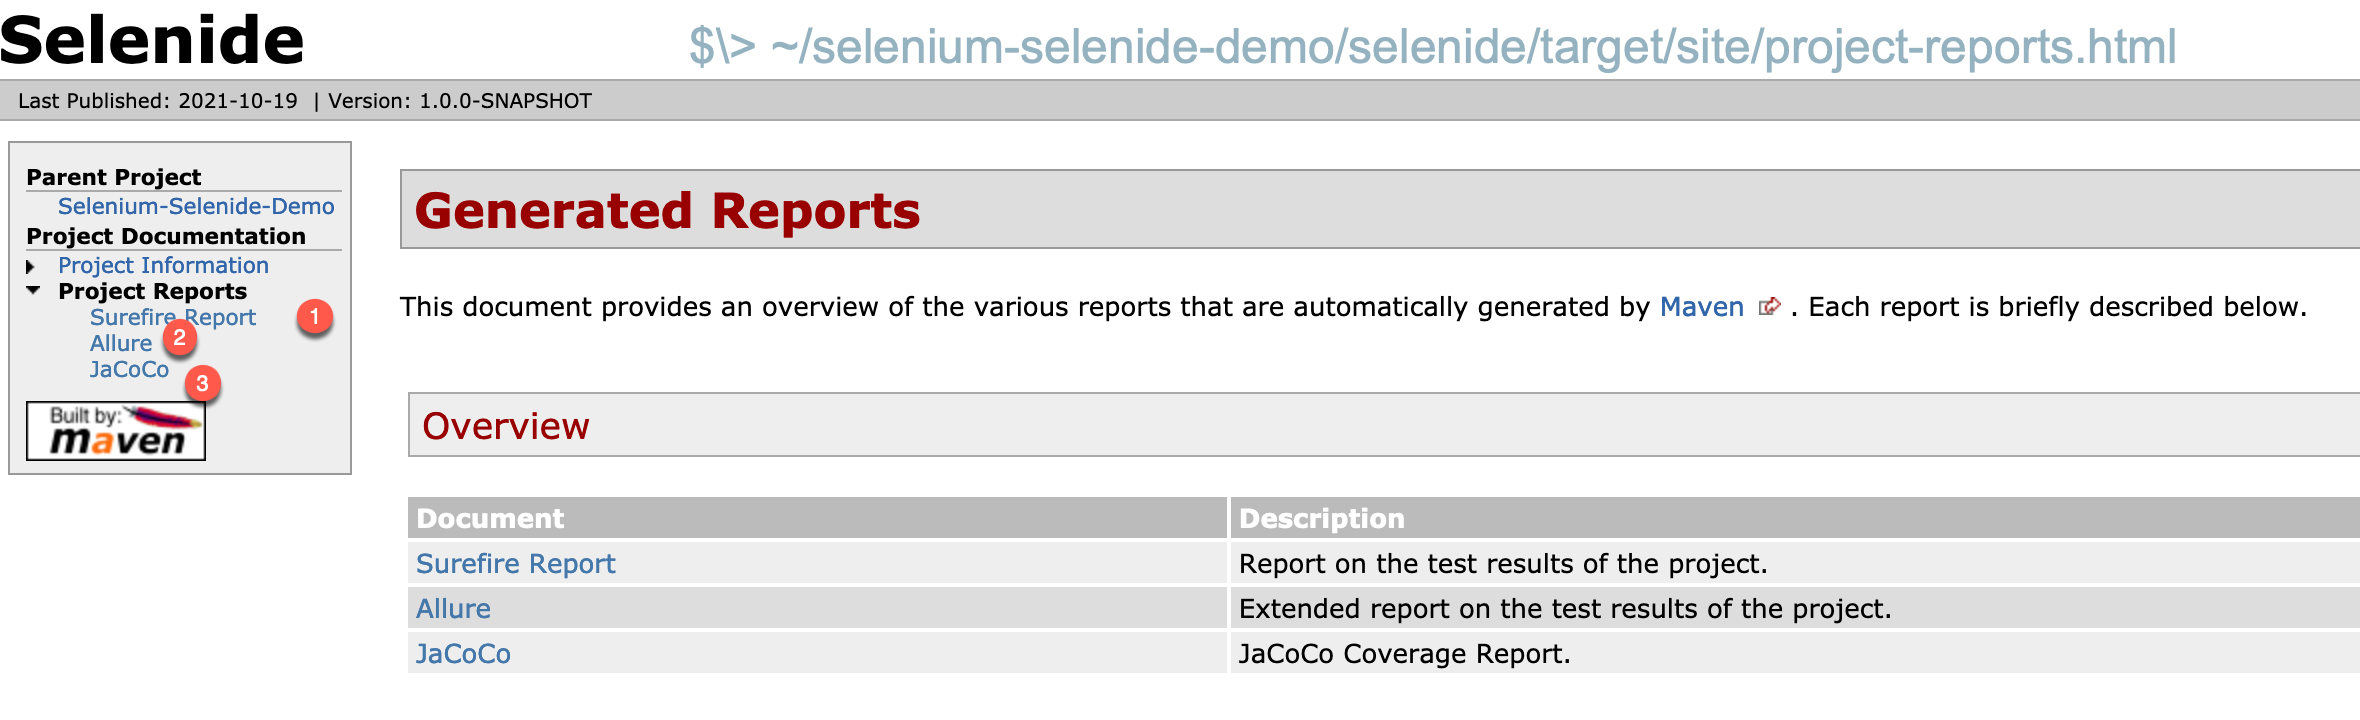 Selenide
$\> ~/selenium-selenide-demo/selenide/target/site/project-reports.html
Last Published: 2021-10-19 | Version: 1.0.0-SNAPSHOT
Parent Project
Selenium-Selenide-Demo
Project Documentation
Project Information
Project Reports
Surefire Report 1
Allure 2
JaCoCo 3
Built by:
maven
Generated Reports
This document provides an overview of the various reports that are automatically generated by Maven . Each report is briefly described below.
Overview
Document Description
Surefire Report Report on the test results of the project.
Allure Extended report on the test results of the project.
JaCoCo JaCoCo Coverage Report.